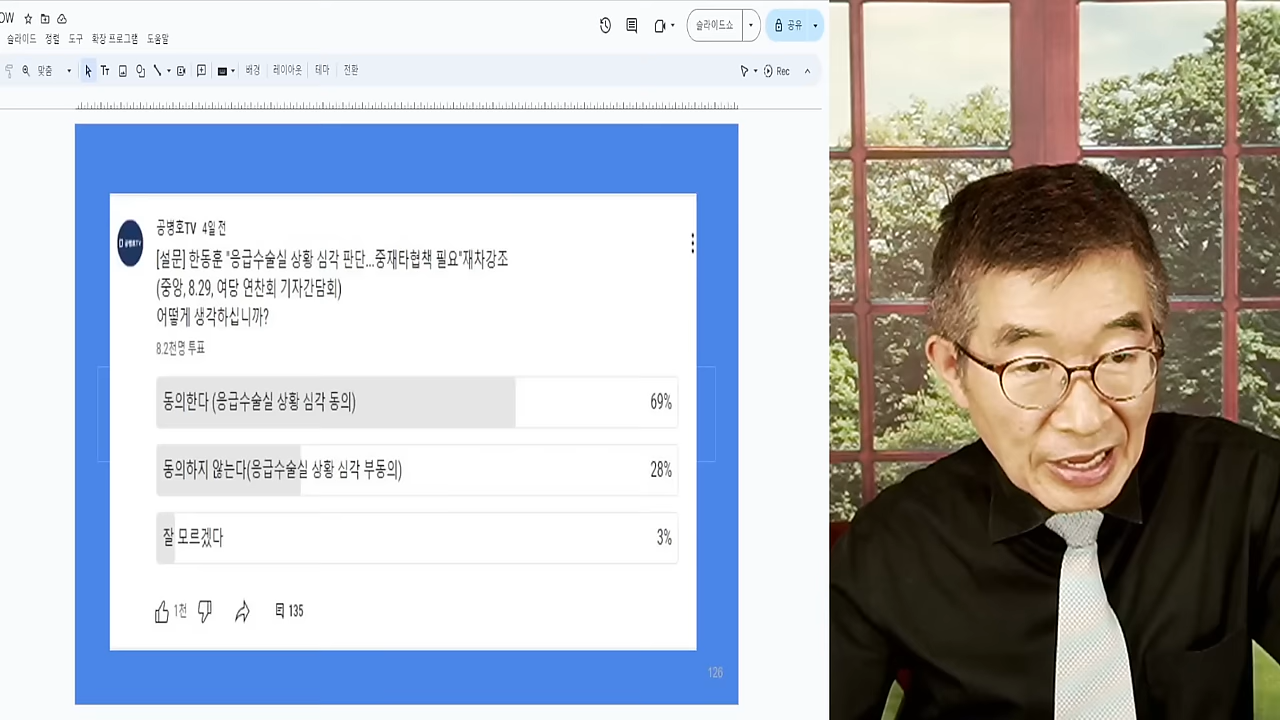 OW
슬라이드 정렬 도구 확장 프로그램 도움말
슬라이드쇼
공유
맞춤
Tт
배경 레이아웃 테마 전환
Rec
공병호TV
공병호TV 4일 전
[설문] 한동훈 "응급수술실 상황 심각 판단...중재타협책 필요"재차강조
(중앙, 8.29, 여당 연찬회 기자간담회)
어떻게 생각하십니까?
8.2천명 투표
동의한다 (응급수술실 상황 심각 동의) 69%
동의하지 않는다(응급수술실 상황 심각 부동의) 28%
잘 모르겠다 3%
1천 135
126